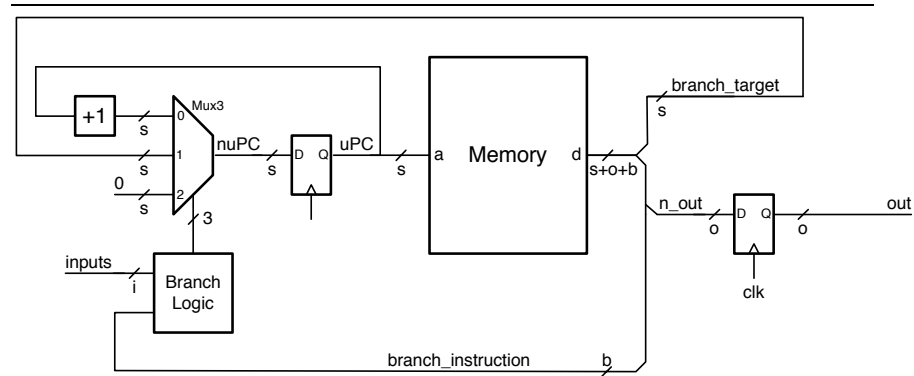 branch_target
s
+1
s
0
Mux3
nuPC
s
D
Q
uPC
s
a
Memory
d
s+o+b
1
s
0
s
2
3
n_out
o
D
Q
o
out
clk
inputs
i
Branch
Logic
branch_instruction
b